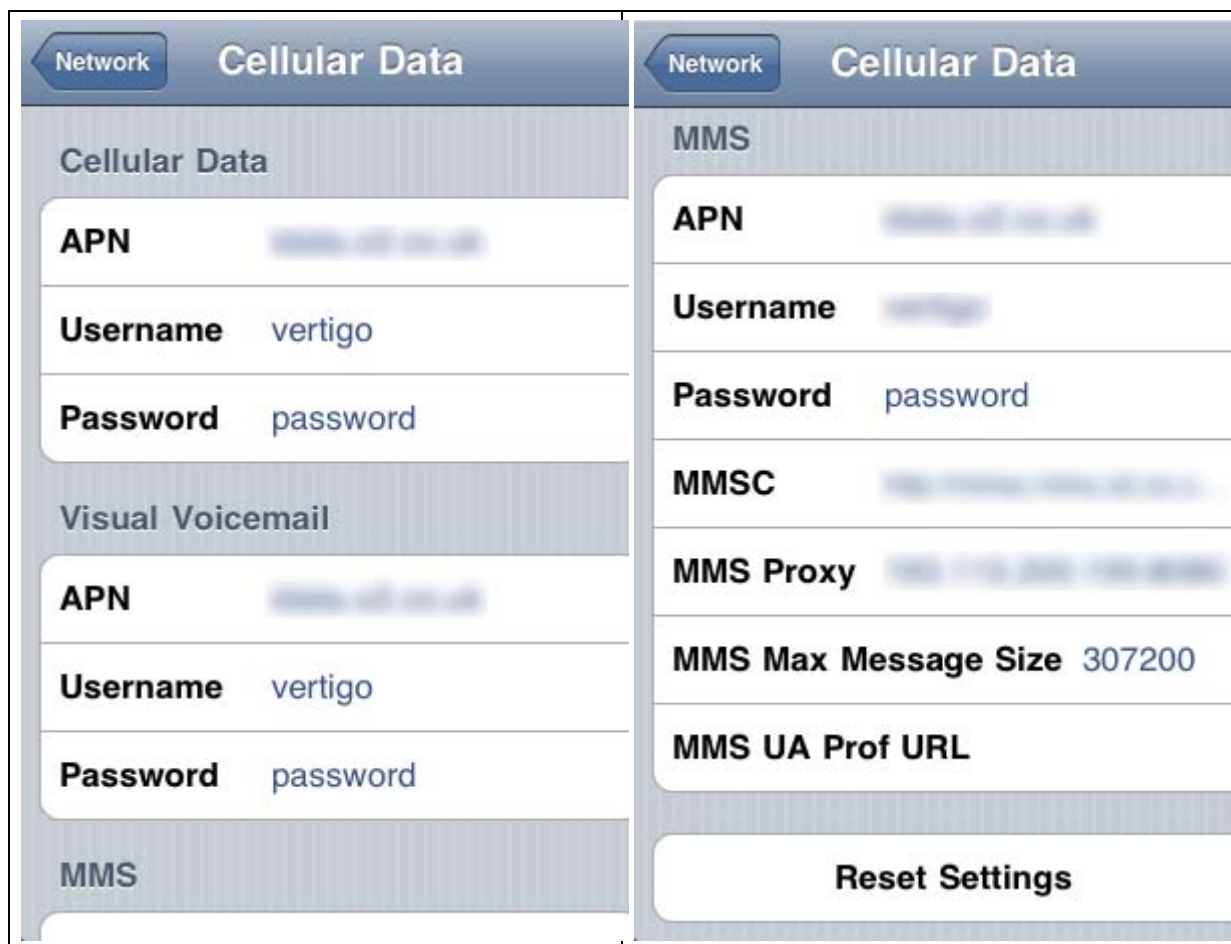 Network Cellular Data
Cellular Data
APN
Username vertigo
Password password
Visual Voicemail
APN
Username vertigo
Password password
MMS
Network Cellular Data
MMS
APN
Username
Password password
MMSC
MMS Proxy
MMS Max Message Size 307200
MMS UA Prof URL
Reset Settings